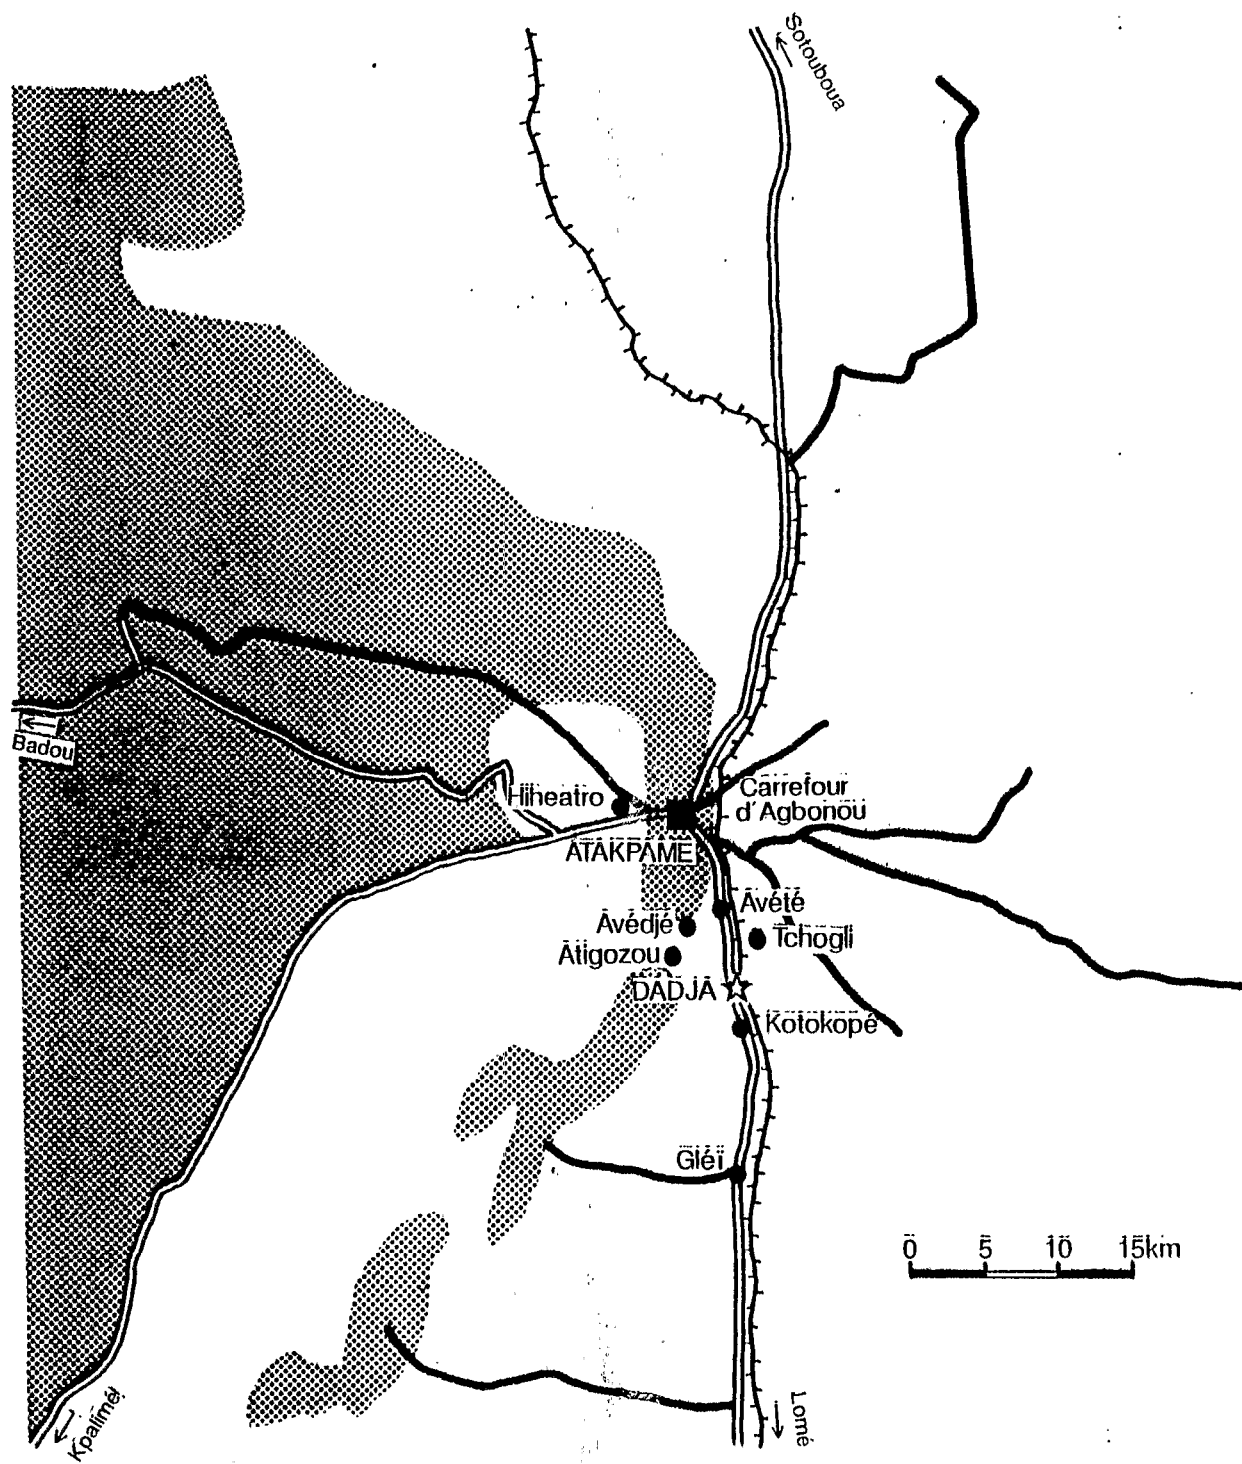 Sotouboua
Badou
Hiheatro
Carrefour
d'Agbonou
ATAKPAME
Avété
Avédjé
Tchogli
Atigozou
DADJA
Kotokopé
Gléï
0 5 10 15km
Kpalimé
Lomé